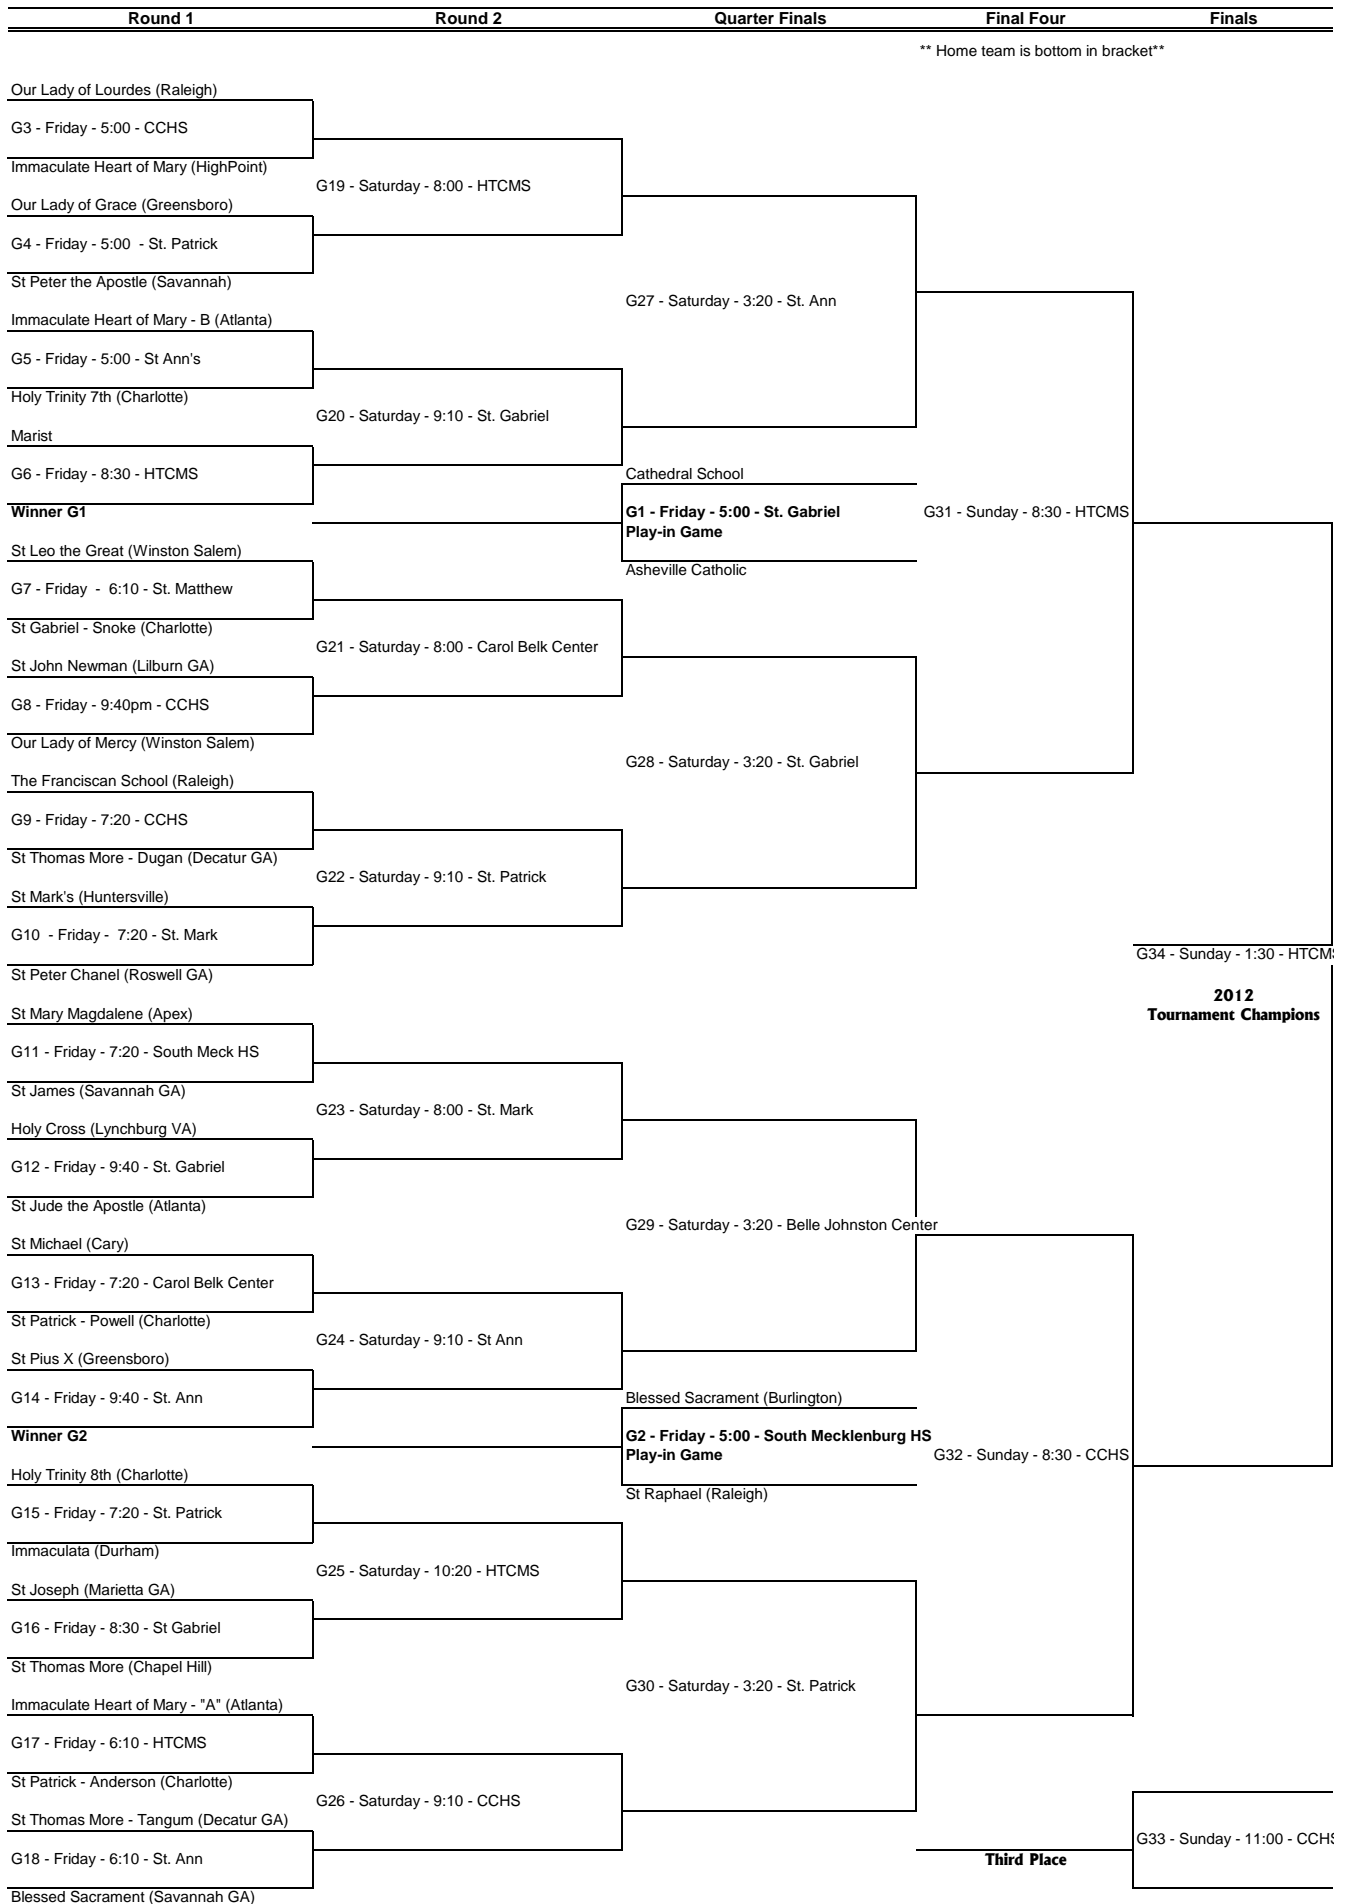 Round 1 Round 2 Quarter Finals Final Four Finals
** Home team is bottom in bracket**
Our Lady of Lourdes (Raleigh)
G3 - Friday - 5:00 - CCHS
Immaculate Heart of Mary (HighPoint)
G19 - Saturday - 8:00 - HTCMS
Our Lady of Grace (Greensboro)
G4 - Friday - 5:00 - St. Patrick
St Peter the Apostle (Savannah)
G27 - Saturday - 3:20 - St. Ann
Immaculate Heart of Mary - B (Atlanta)
G5 - Friday - 5:00 - St Ann's
Holy Trinity 7th (Charlotte)
G20 - Saturday - 9:10 - St. Gabriel
Marist
G6 - Friday - 8:30 - HTCMS
Cathedral School
Winner G1
G1 - Friday - 5:00 - St. Gabriel
Play-in Game
G31 - Sunday - 8:30 - HTCMS
St Leo the Great (Winston Salem)
Asheville Catholic
G7 - Friday - 6:10 - St. Matthew
St Gabriel - Snoke (Charlotte)
G21 - Saturday - 8:00 - Carol Belk Center
St John Newman (Lilburn GA)
G8 - Friday - 9:40pm - CCHS
Our Lady of Mercy (Winston Salem)
G28 - Saturday - 3:20 - St. Gabriel
The Franciscan School (Raleigh)
G9 - Friday - 7:20 - CCHS
St Thomas More - Dugan (Decatur GA)
G22 - Saturday - 9:10 - St. Patrick
St Mark's (Huntersville)
G10 - Friday - 7:20 - St. Mark
G34 - Sunday - 1:30 - HTCMS
St Peter Chanel (Roswell GA)
2012
Tournament Champions
St Mary Magdalene (Apex)
G11 - Friday - 7:20 - South Meck HS
St James (Savannah GA)
G23 - Saturday - 8:00 - St. Mark
Holy Cross (Lynchburg VA)
G12 - Friday - 9:40 - St. Gabriel
St Jude the Apostle (Atlanta)
G29 - Saturday - 3:20 - Belle Johnston Center
St Michael (Cary)
G13 - Friday - 7:20 - Carol Belk Center
St Patrick - Powell (Charlotte)
G24 - Saturday - 9:10 - St Ann
St Pius X (Greensboro)
G14 - Friday - 9:40 - St. Ann
Blessed Sacrament (Burlington)
Winner G2
G2 - Friday - 5:00 - South Mecklenburg HS
Play-in Game
G32 - Sunday - 8:30 - CCHS
Holy Trinity 8th (Charlotte)
St Raphael (Raleigh)
G15 - Friday - 7:20 - St. Patrick
Immaculata (Durham)
G25 - Saturday - 10:20 - HTCMS
St Joseph (Marietta GA)
G16 - Friday - 8:30 - St Gabriel
St Thomas More (Chapel Hill)
G30 - Saturday - 3:20 - St. Patrick
Immaculate Heart of Mary - "A" (Atlanta)
G17 - Friday - 6:10 - HTCMS
St Patrick - Anderson (Charlotte)
G26 - Saturday - 9:10 - CCHS
St Thomas More - Tangum (Decatur GA)
G33 - Sunday - 11:00 - CCHS
G18 - Friday - 6:10 - St. Ann
Third Place
Blessed Sacrament (Savannah GA)